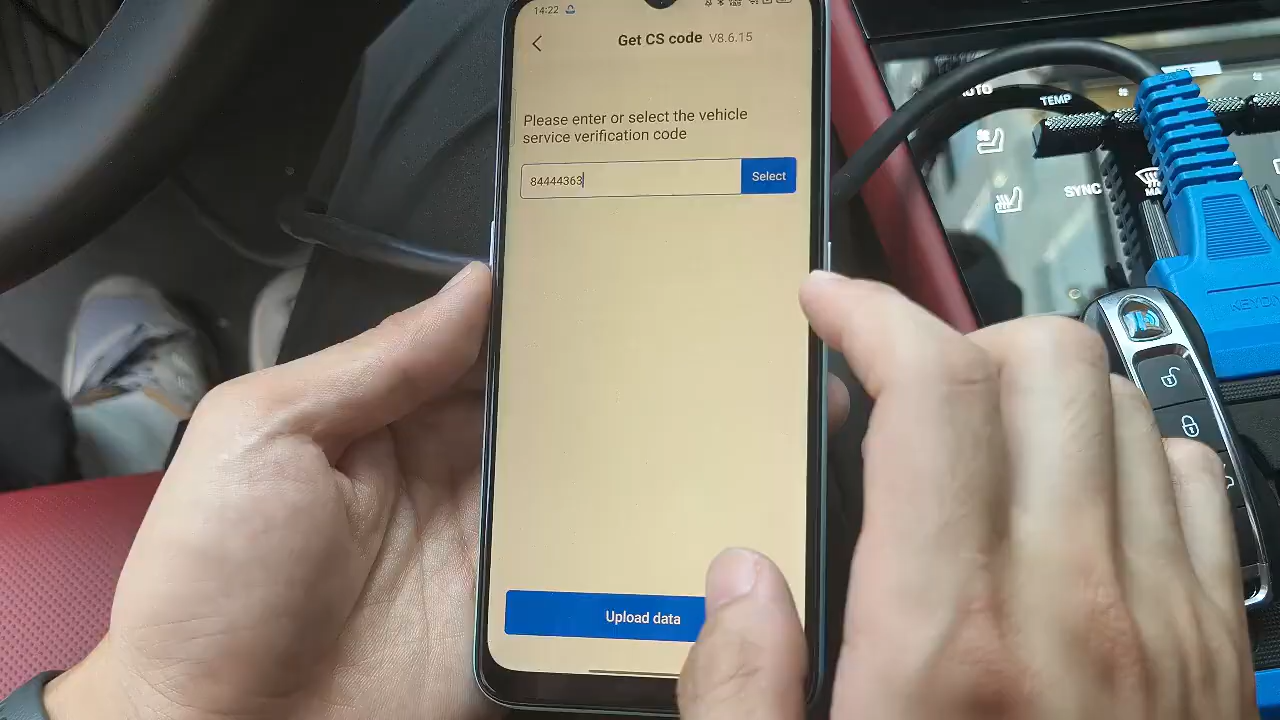 14:22
Get CS code V8.6.15
Please enter or select the vehicle
service verification code
84444363
Select
Upload data
AUTO
TEMP
SYNC
KEYDI